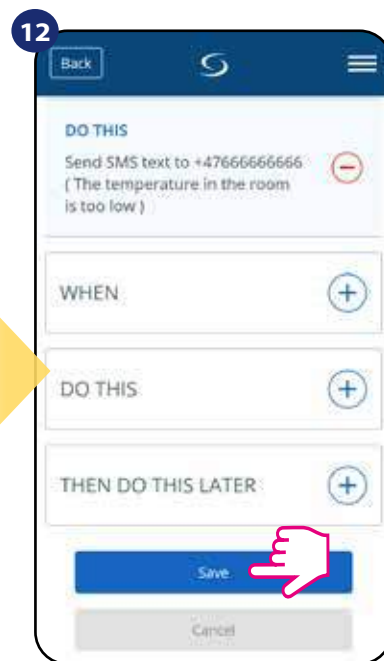 12
Back
DO THIS
Send SMS text to +47666666666
( The temperature in the room
is too low )
WHEN
DO THIS
THEN DO THIS LATER
Save
Cancel